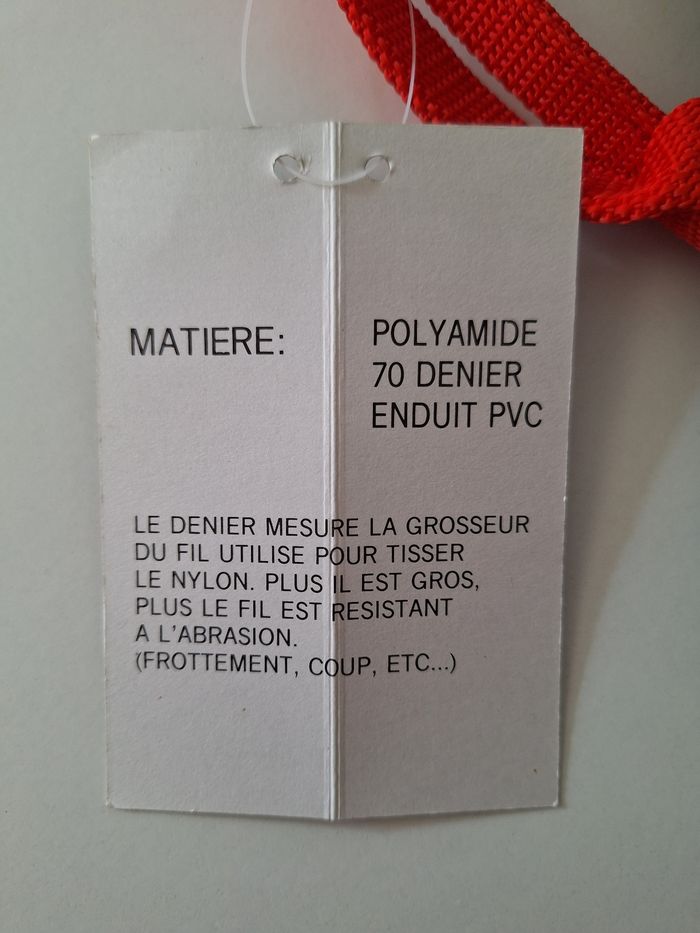 MATIERE:
POLYAMIDE
70 DENIER
ENDUIT PVC
LE DENIER MESURE LA GROSSEUR
DU FIL UTILISE POUR TISSER
LE NYLON. PLUS IL EST GROS,
PLUS LE FIL EST RESISTANT
A L'ABRASION.
(FROTTEMENT, COUP, ETC...)